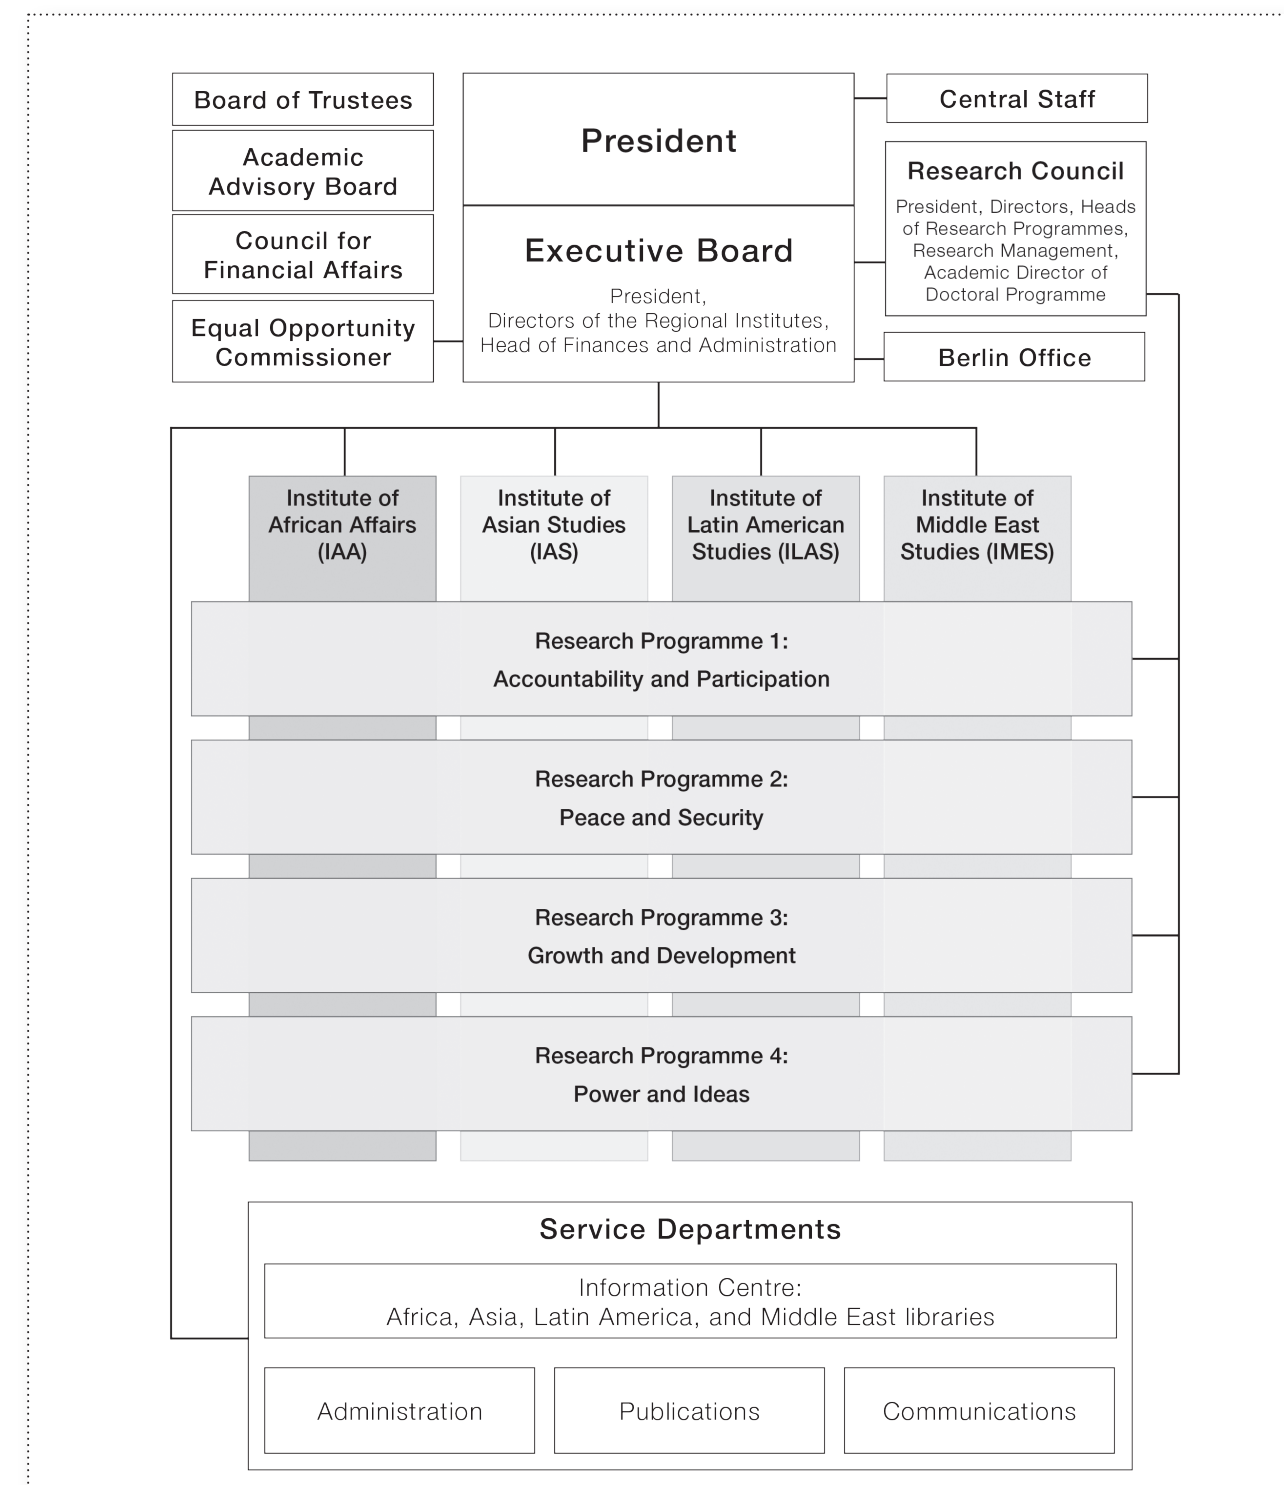 Board of Trustees
Academic
Advisory Board
Council for
Financial Affairs
Equal Opportunity
Commissioner
President
Executive Board
President,
Directors of the Regional Institutes,
Head of Finances and Administration
Central Staff
Research Council
President, Directors, Heads
of Research Programmes,
Research Management,
Academic Director of
Doctoral Programme
Berlin Office
Institute of
African Affairs
(IAA)
Institute of
Asian Studies
(IAS)
Institute of
Latin American
Studies (ILAS)
Institute of
Middle East
Studies (IMES)
Research Programme 1:
Accountability and Participation
Research Programme 2:
Peace and Security
Research Programme 3:
Growth and Development
Research Programme 4:
Power and Ideas
Service Departments
Information Centre:
Africa, Asia, Latin America, and Middle East libraries
Administration
Publications
Communications